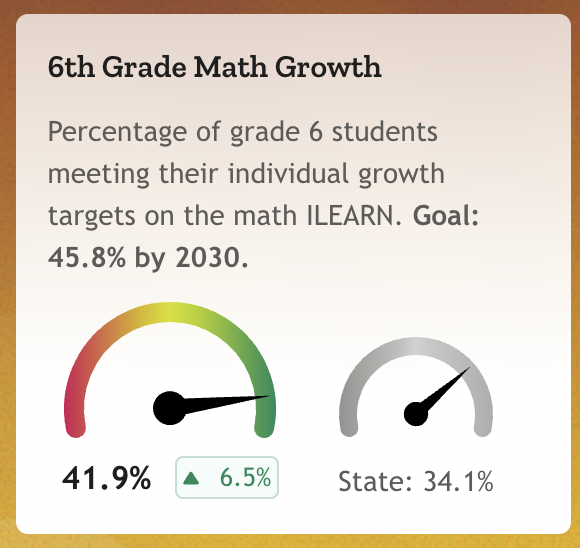 6th Grade Math Growth
Percentage of grade 6 students
meeting their individual growth
targets on the math ILEARN. Goal:
45.8% by 2030.
41.9% ▲ 6.5% State: 34.1%